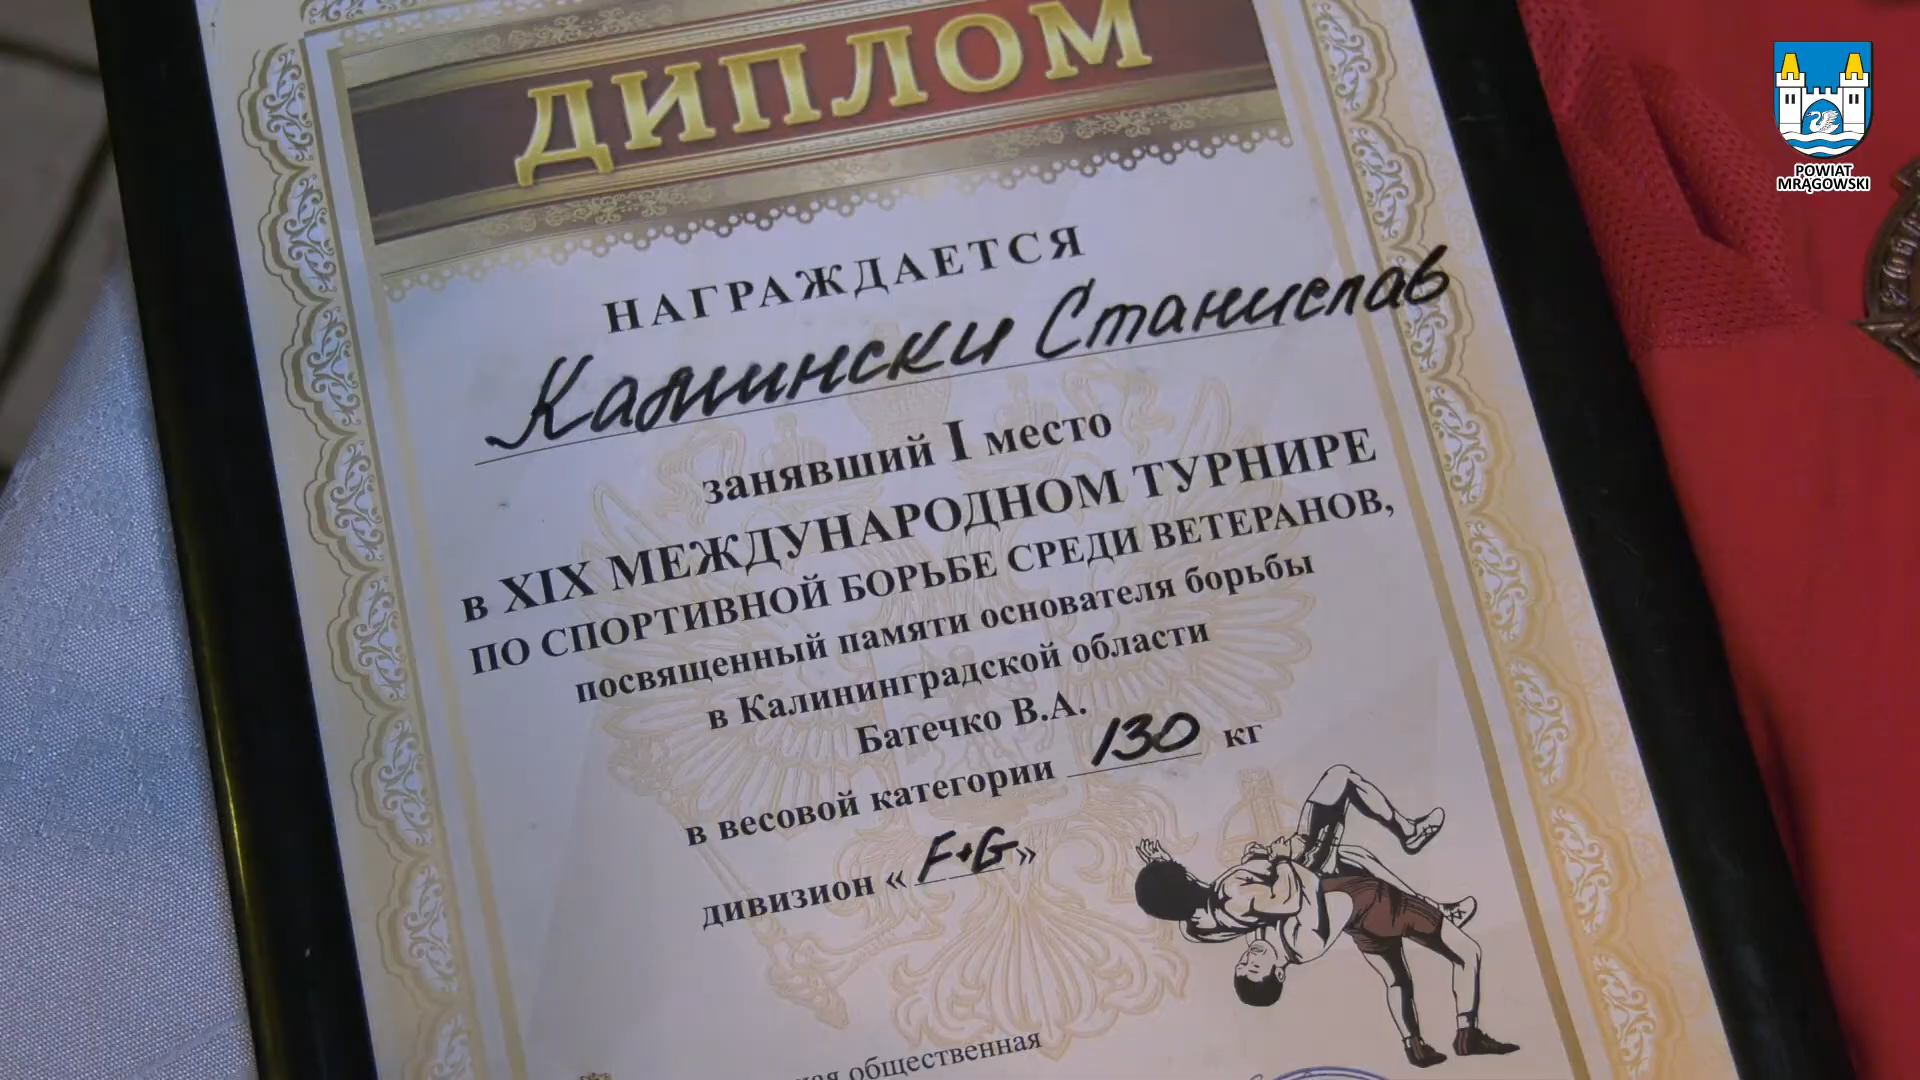 ДИПЛОМ
НАГРАЖДАЕТСЯ
Калински Станислав
занявший I место
в XIX МЕЖДУНАРОДНОМ ТУРНИРЕ
ПО СПОРТИВНОЙ БОРЬБЕ СРЕДИ ВЕТЕРАНОВ,
посвященный памяти основателя борьбы
в Калининградской области
Батечко В.А.
в весовой категории 130 кг
дивизион « F+G »
общественная
POWIAT
MRĄGOWSKI